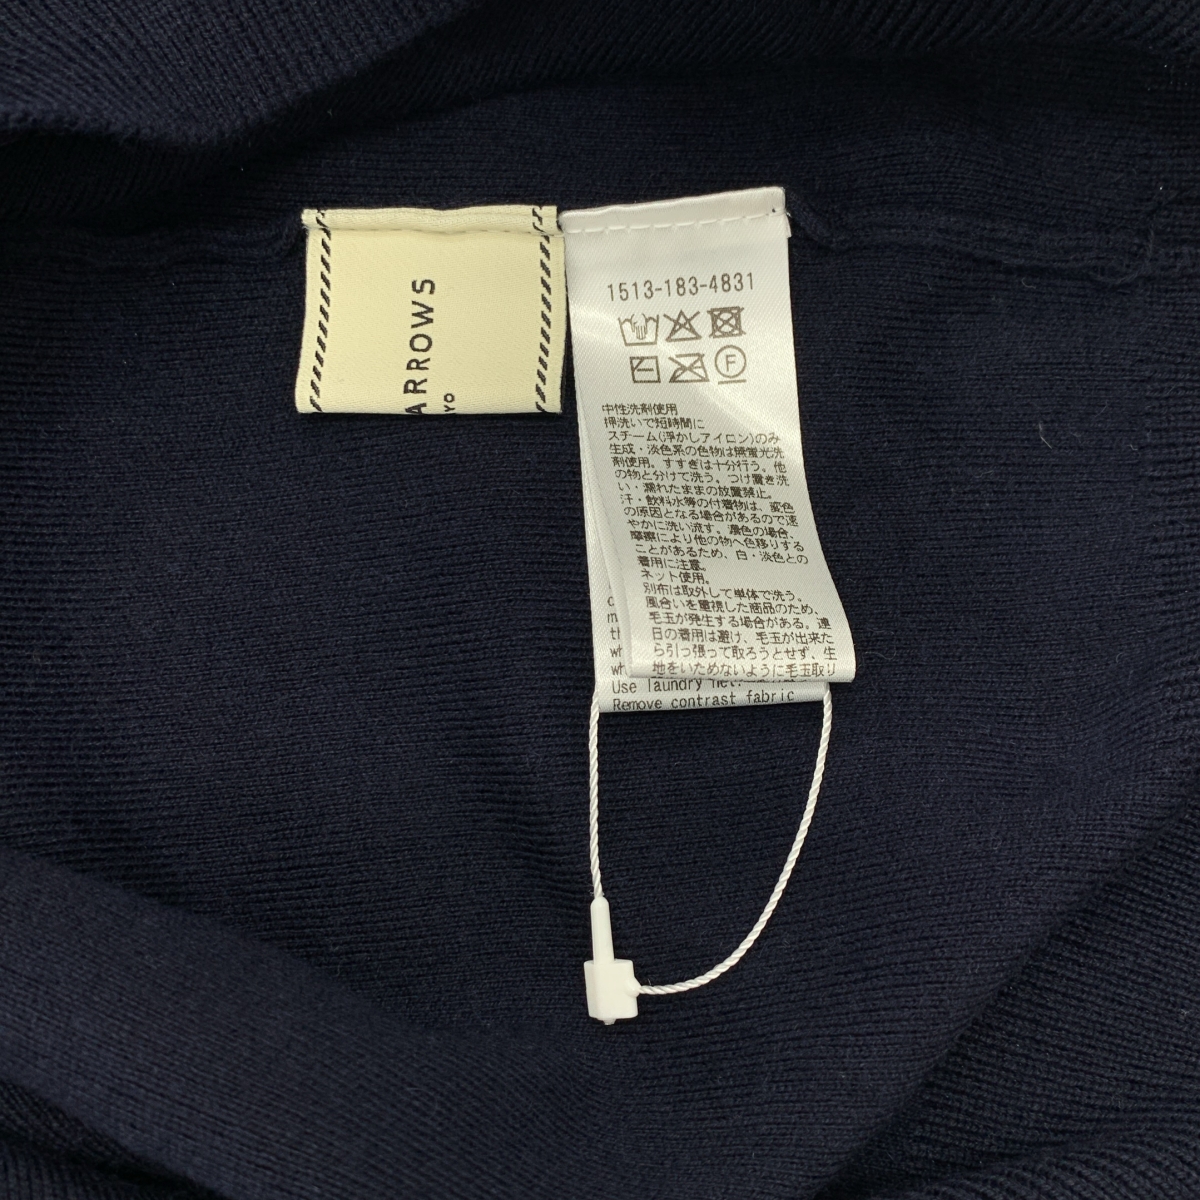 ARROWS
YO
1513-183-4831
F
中性洗剤使用
押洗いで短時間に
スチーム(浮かしアイロン)のみ
生成・淡色系の色物は無蛍光洗
剤使用。すすぎは十分行う。他
の物と分けて洗う。つけ置き洗
い・濡れたままの放置禁止。
汗・飲料水等の付着物は、変色
の原因となる場合があるので速
やかに洗い流す。濃色の場合、
摩擦により他の物へ色移りする
ことがあるため、白・淡色との
着用に注意。
ネット使用。
別布は取外して単体で洗う。
風合いを重視した商品のため、
毛玉が発生する場合がある。連
日の着用は避け、毛玉が出来た
ら引っ張って取ろうとせず、生
地をいためないように毛玉取り
Use laundry net.
Remove contrast fabric